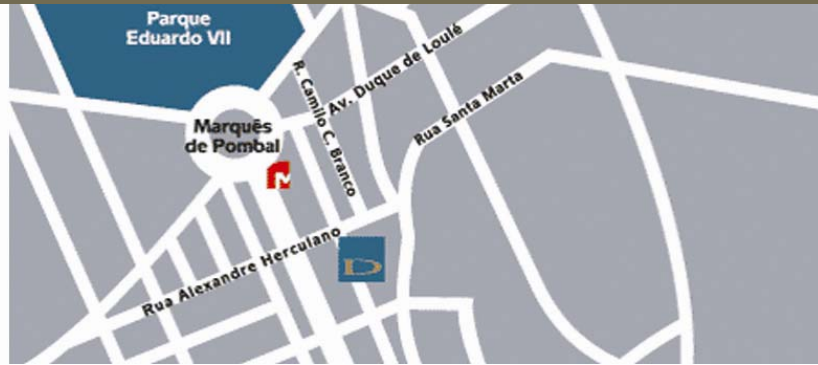 Parque
Eduardo VII
Av. Duque de Loulé
R. Camilo C. Branco
Rua Santa Marta
Marquês
de Pombal
M
Rua Alexandre Herculano
D